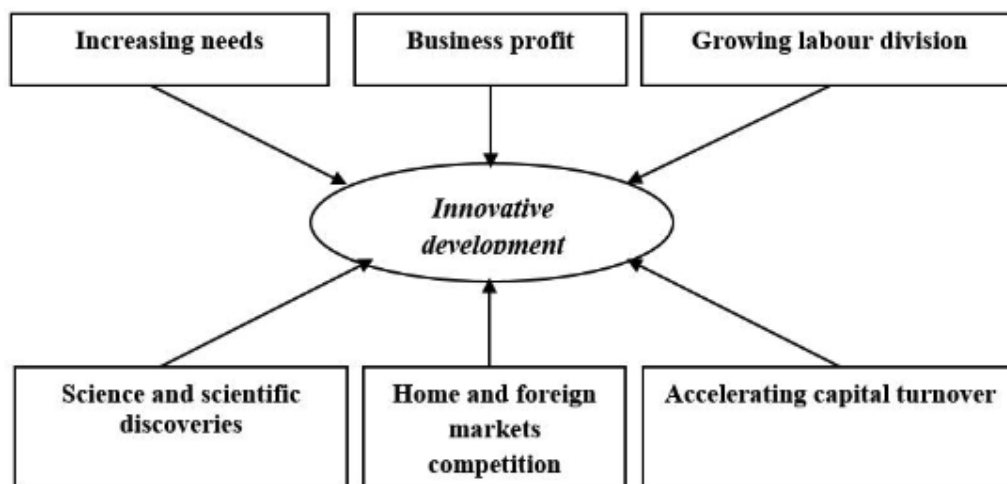 Increasing needs
Business profit
Growing labour division
Innovative
development
Science and scientific
discoveries
Home and foreign
markets
competition
Accelerating capital turnover